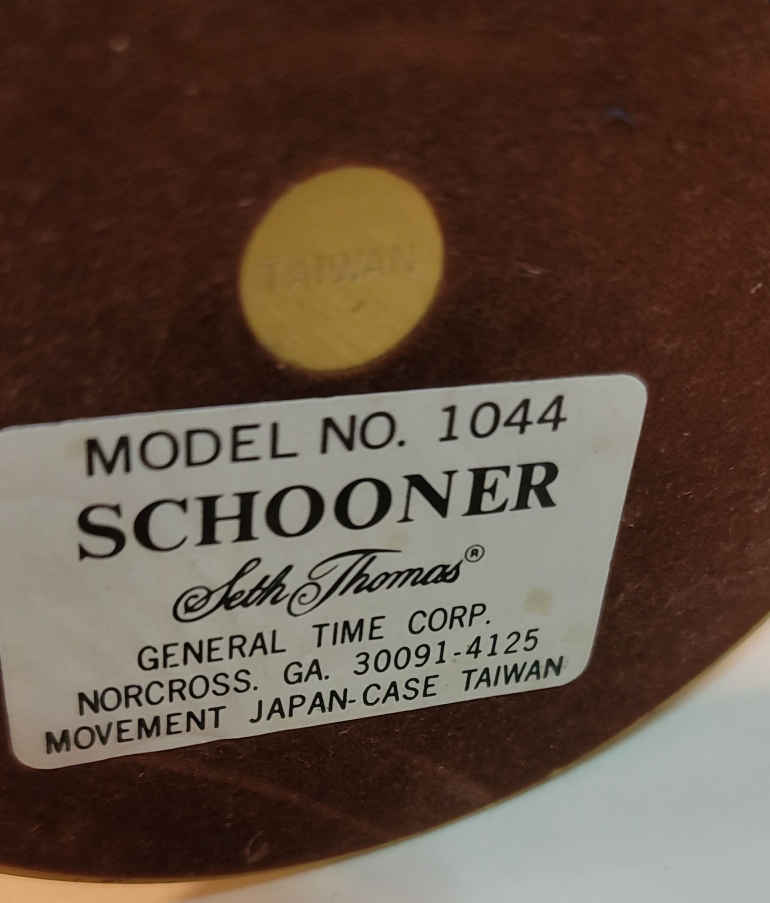 TAIWAN
MODEL NO. 1044
SCHOONER
Seth Thomas®
GENERAL TIME CORP.
NORCROSS. GA. 30091-4125
MOVEMENT JAPAN-CASE TAIWAN